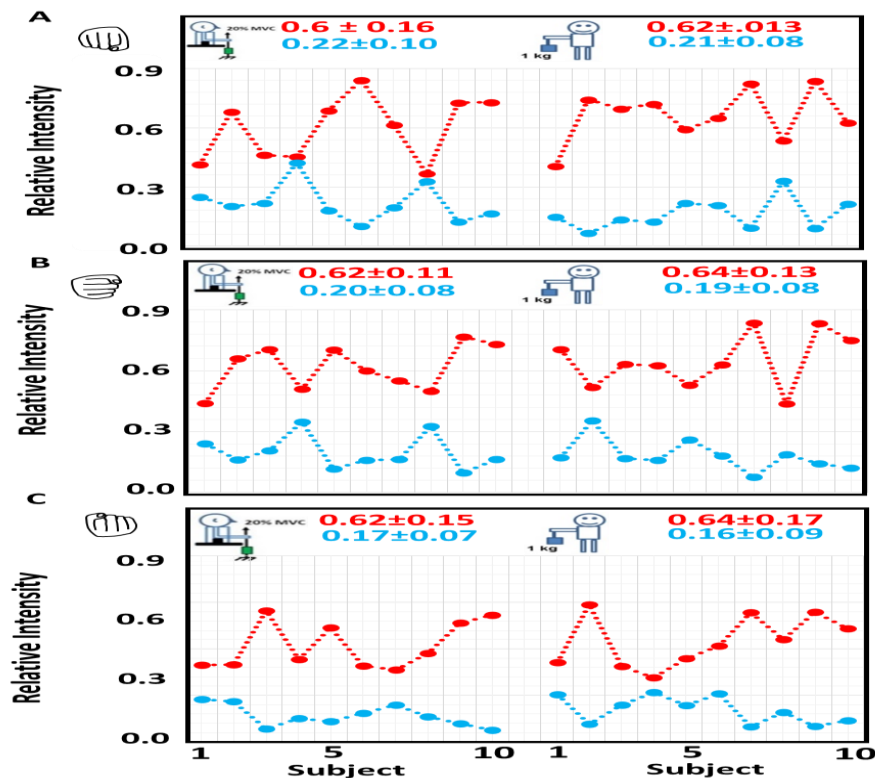 A
20% MVC 0.6 ± 0.16 0.62±.013
0.22±0.10 1 kg 0.21±0.08
Relative Intensity
0.9
0.6
0.3
0.0
B
20% MVC 0.62±0.11 0.64±0.13
0.20±0.08 1 kg 0.19±0.08
Relative Intensity
0.9
0.6
0.3
0.0
C
20% MVC 0.62±0.15 0.64±0.17
0.17±0.07 1 kg 0.16±0.09
Relative Intensity
0.9
0.6
0.3
0.0
1 5 10 1 5 10
Subject Subject